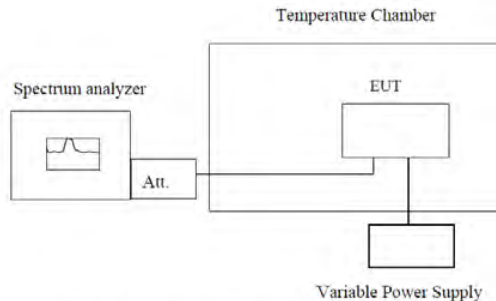 Temperature Chamber
Spectrum analyzer
EUT
Att.
Variable Power Supply